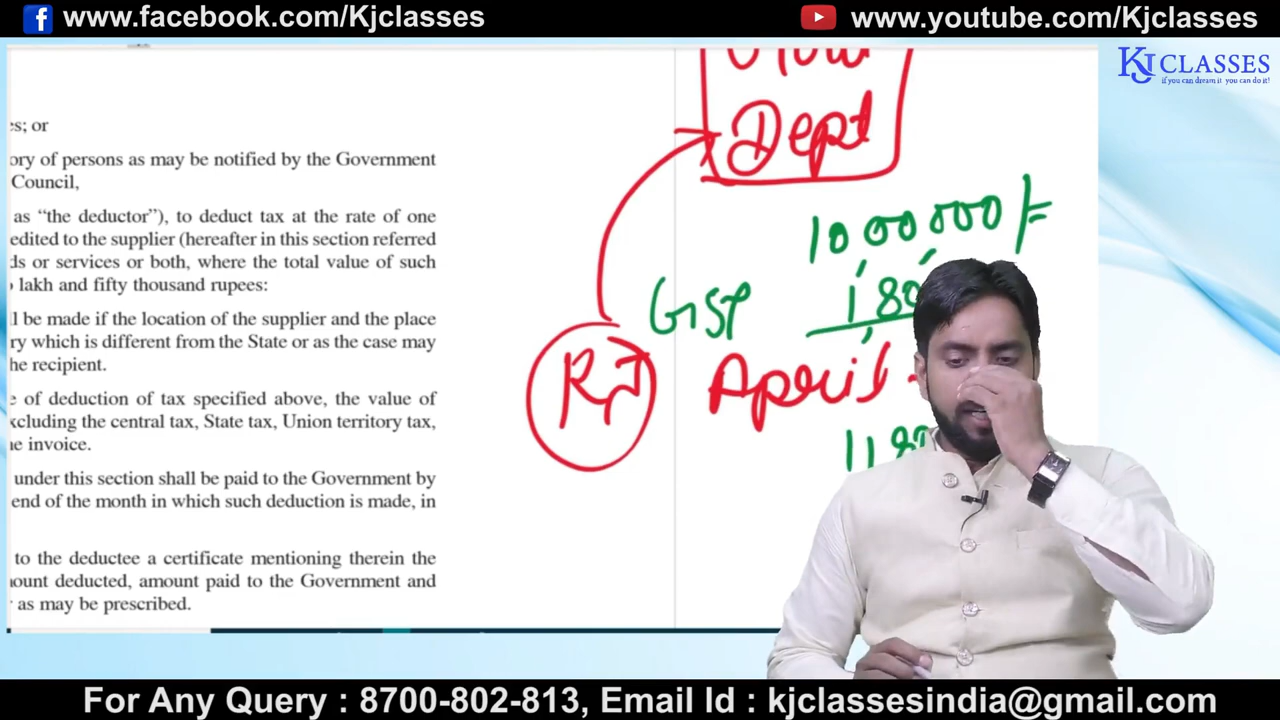 www.facebook.com/Kjclasses
www.youtube.com/Kjclasses
KJ CLASSES
if you can dream it you can do it!
es; or
ory of persons as may be notified by the Government
Council,
as “the deductor”), to deduct tax at the rate of one
edited to the supplier (hereafter in this section referred
ds or services or both, where the total value of such
lakh and fifty thousand rupees:
ll be made if the location of the supplier and the place
ry which is different from the State or as the case may
he recipient.
e of deduction of tax specified above, the value of
xcluding the central tax, State tax, Union territory tax,
ne invoice.
under this section shall be paid to the Government by
end of the month in which such deduction is made, in
to the deductee a certificate mentioning therein the
nount deducted, amount paid to the Government and
as may be prescribed.
Dept
1000000/=
GST 180
April
118
For Any Query : 8700-802-813, Email Id : kjclassesindia@gmail.com